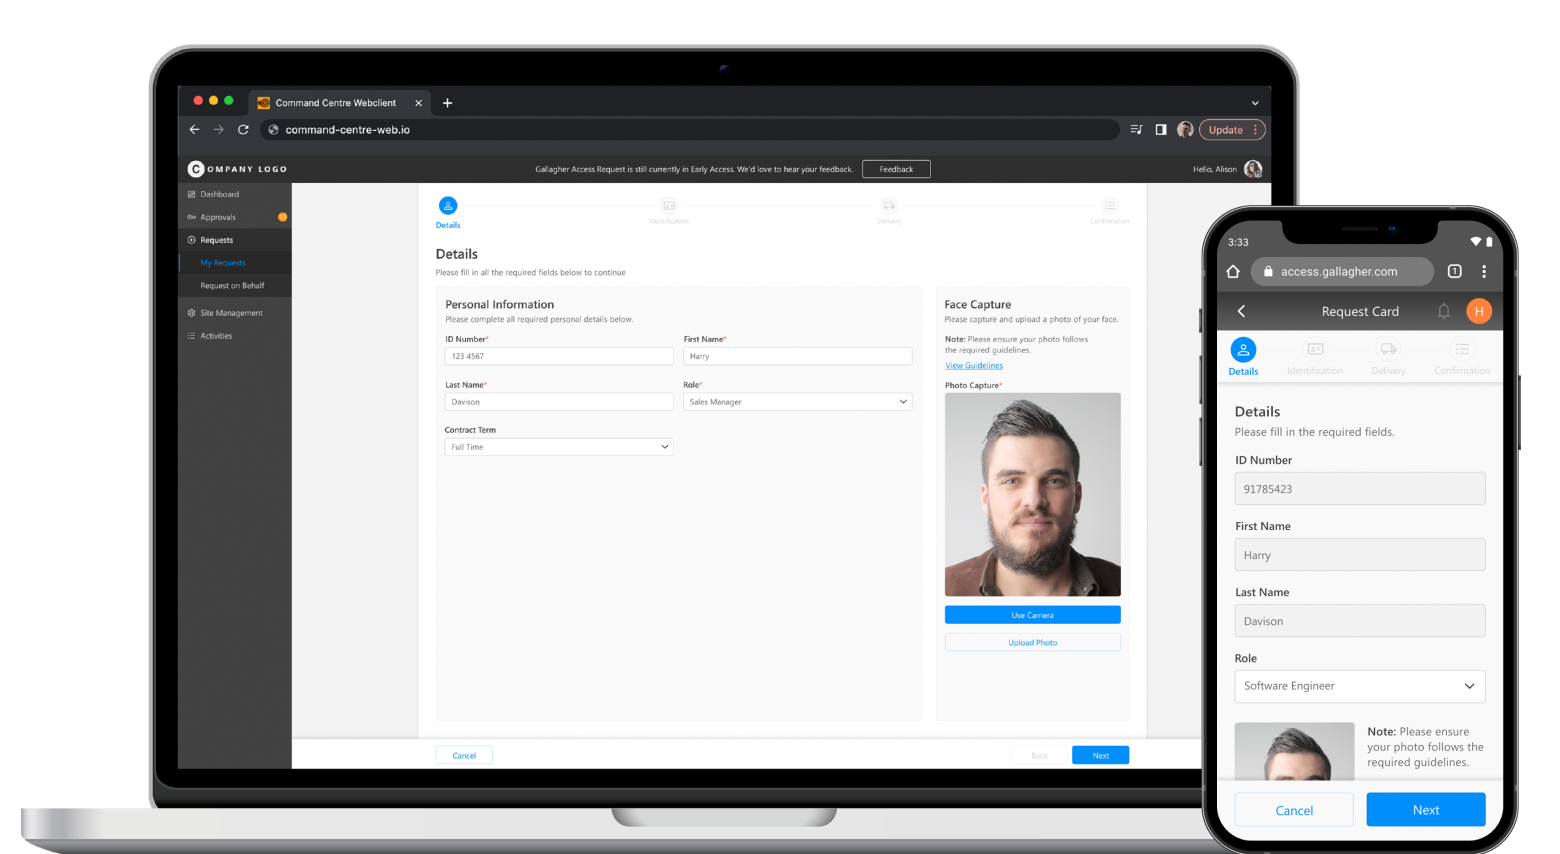 Command Centre Webclient
command-centre-web.io
Update
COMPANY LOGO
Gallagher Access Request is still currently in Early Access. We'd love to hear your feedback.
Feedback
Hello, Alison
Dashboard
Approvals
Requests
My Requests
Request on Behalf
Site Management
Activities
Details
Identification
Delivery
Confirmation
Details
Please fill in all the required fields below to continue
Personal Information
Please complete all required personal details below.
ID Number*
123 4567
First Name*
Harry
Last Name*
Davison
Role*
Sales Manager
Contract Term
Full Time
Face Capture
Please capture and upload a photo of your face.
Note: Please ensure your photo follows
the required guidelines.
View Guidelines
Photo Capture*
Use Camera
Upload Photo
Cancel
Back
Next
3:33
access.gallagher.com
1
Request Card
H
Details
Identification
Delivery
Confirmation
Details
Please fill in the required fields.
ID Number
91785423
First Name
Harry
Last Name
Davison
Role
Software Engineer
Note: Please ensure
your photo follows the
required guidelines.
Cancel
Next